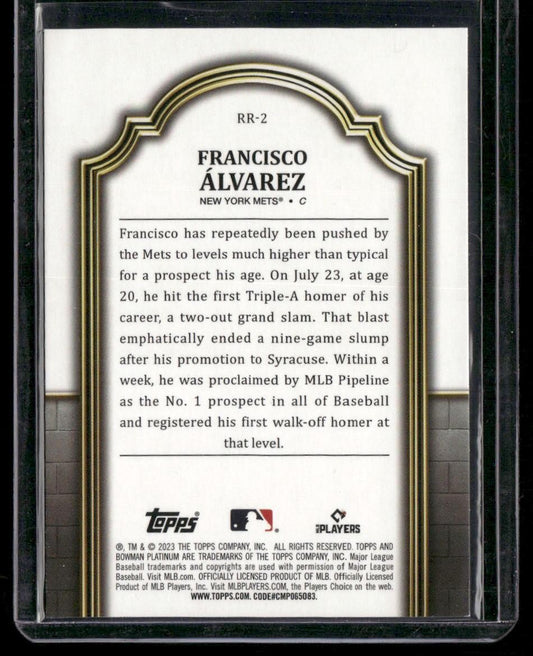 RR-2
FRANCISCO
ÁLVAREZ
NEW YORK METS® • C
Francisco has repeatedly been pushed by
the Mets to levels much higher than typical
for a prospect his age. On July 23, at age
20, he hit the first Triple-A homer of his
career, a two-out grand slam. That blast
emphatically ended a nine-game slump
after his promotion to Syracuse. Within a
week, he was proclaimed by MLB Pipeline
as the No. 1 prospect in all of Baseball
and registered his first walk-off homer at
that level.
topps
MLB PLAYERS
®, TM & © 2023 THE TOPPS COMPANY, INC. ALL RIGHTS RESERVED. TOPPS AND
BOWMAN PLATINUM ARE TRADEMARKS OF THE TOPPS COMPANY, INC. Major League
Baseball trademarks and copyrights are used with permission of Major League
Baseball. Visit MLB.com. OFFICIALLY LICENSED PRODUCT OF MLB. Officially Licensed
Product of MLB Players, Inc. Visit MLBPLAYERS.COM, the Players Choice on the web.
WWW.TOPPS.COM. CODE#CMP065083.